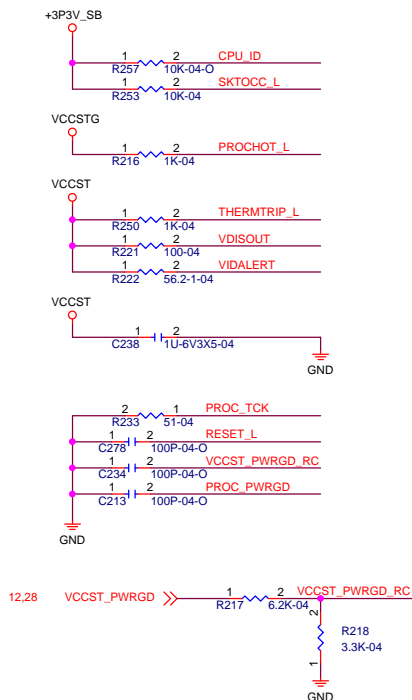 +3P3V_SB
1 2 CPU_ID
R257 10K-04-O
1 2 SKTOCC_L
R253 10K-04
VCCSTG
1 2 PROCHOT_L
R216 1K-04
VCCST
1 2 THERMTRIP_L
R250 1K-04
1 2 VDISOUT
R221 100-04
1 2 VIDALERT
R222 56.2-1-04
VCCST
1 2
C238 1U-6V3X5-04
GND
2 1 PROC_TCK
R233 51-04
1 2 RESET_L
C278 100P-04-O
1 2 VCCST_PWRGD_RC
C234 100P-04-O
1 2 PROC_PWRGD
C213 100P-04-O
GND
12,28 VCCST_PWRGD 1 2 VCCST_PWRGD_RC
R217 6.2K-04
2
R218
3.3K-04
1
GND